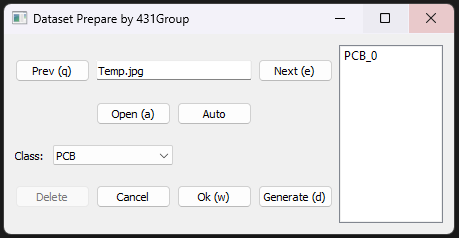 Dataset Prepare by 431Group
Prev (q)
Temp.jpg
Next (e)
PCB_0
Open (a)
Auto
Class:
PCB
Delete
Cancel
Ok (w)
Generate (d)